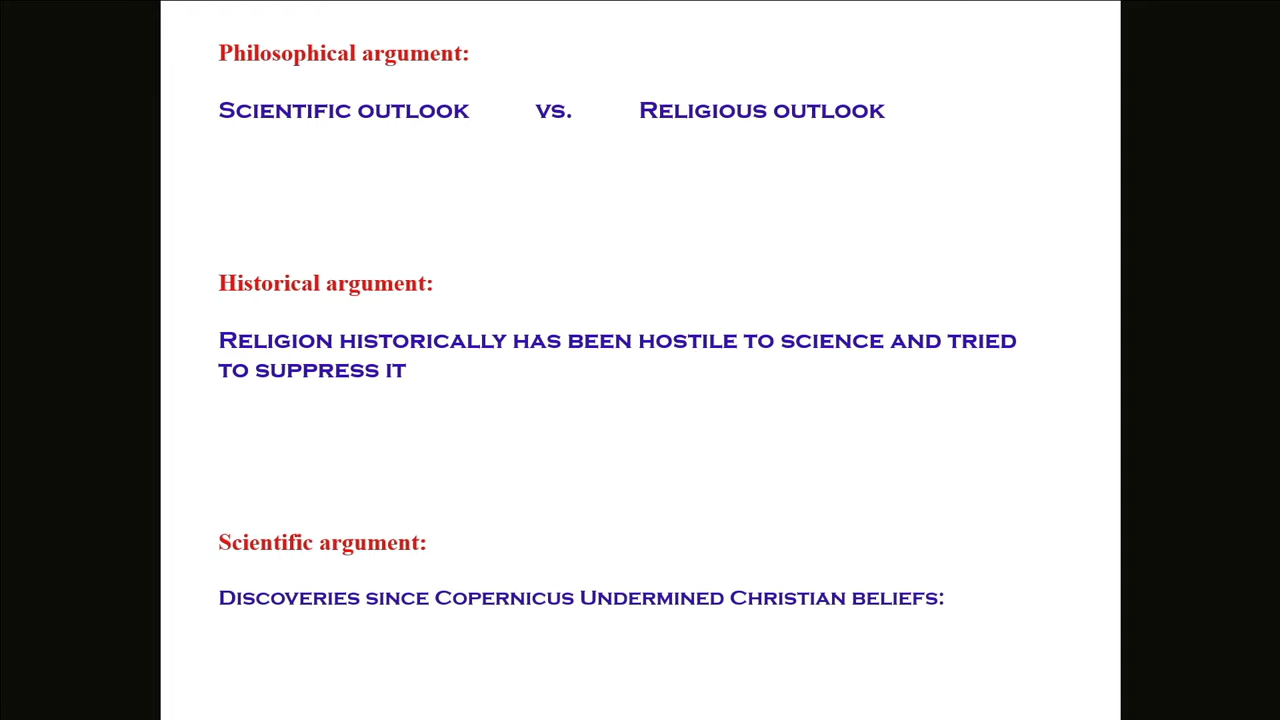 Philosophical argument:
Scientific outlook vs. Religious outlook
Historical argument:
Religion historically has been hostile to science and tried
to suppress it
Scientific argument:
Discoveries since Copernicus Undermined Christian beliefs: